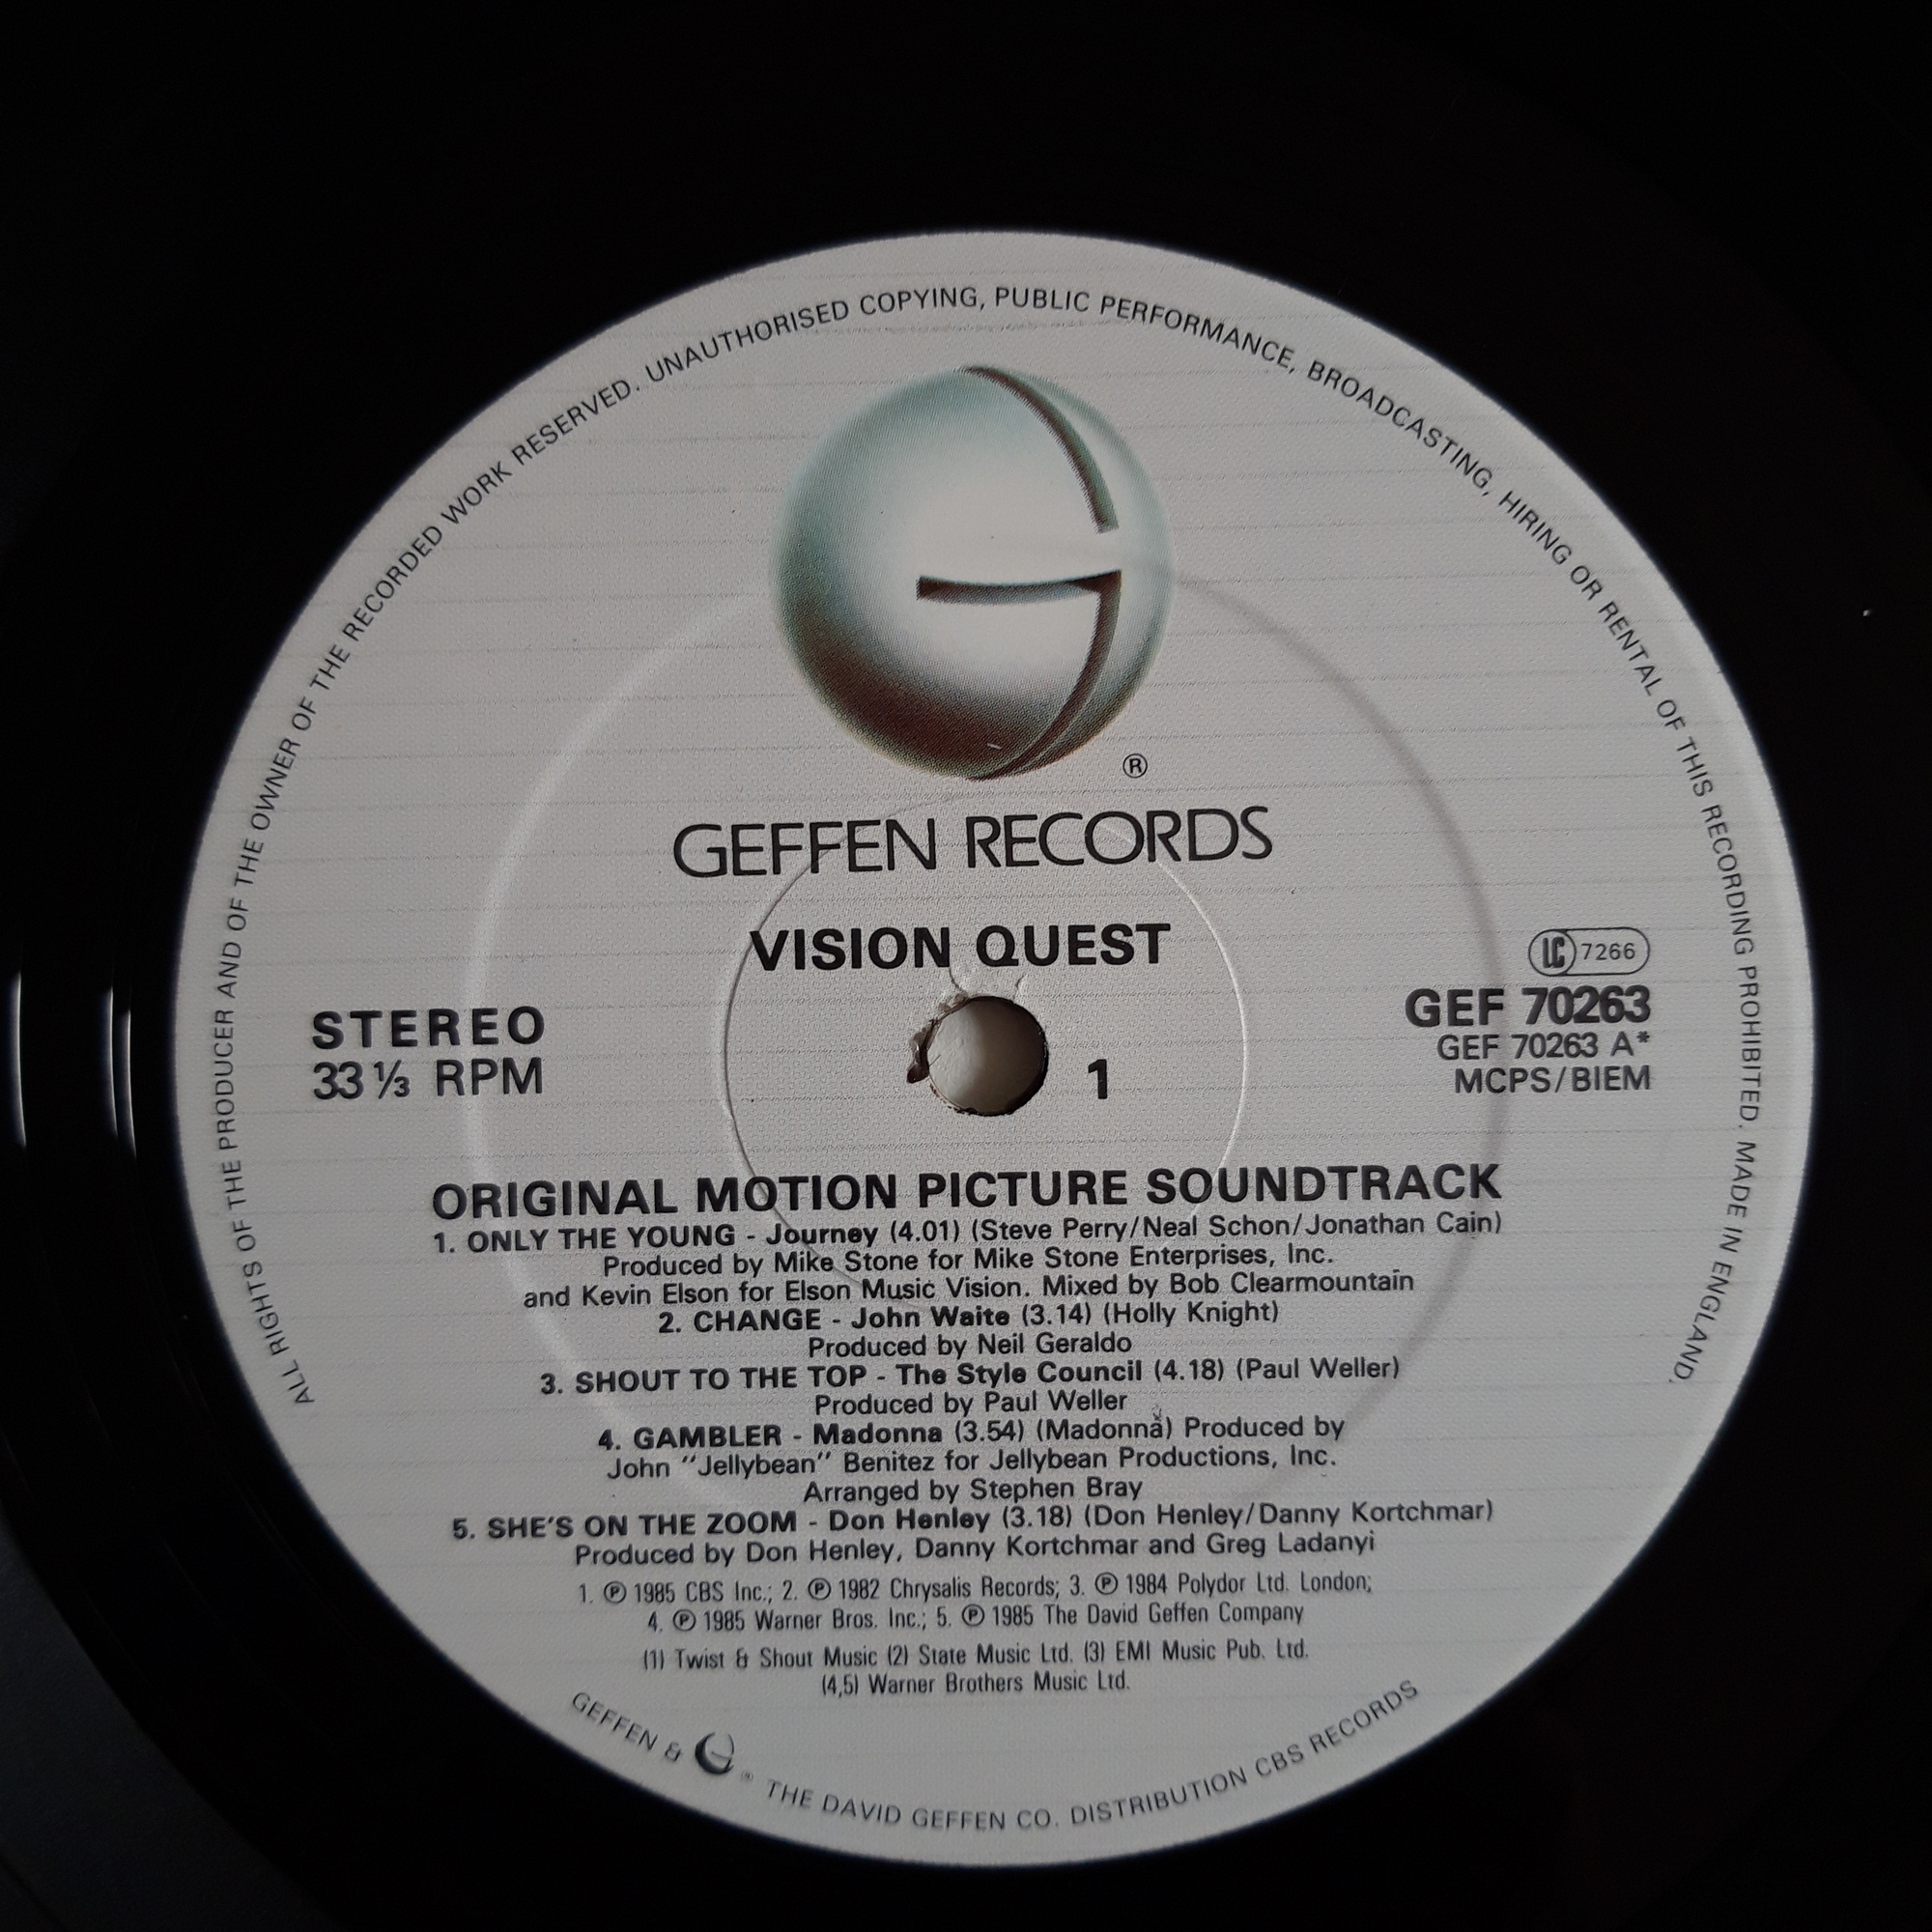 ALL RIGHTS OF THE PRODUCER AND OF THE OWNER OF THE RECORDED WORK RESERVED. UNAUTHORISED COPYING, PUBLIC PERFORMANCE, BROADCASTING, HIRING OR RENTAL OF THIS RECORDING PROHIBITED. MADE IN ENGLAND.
®
GEFFEN RECORDS
VISION QUEST
STEREO
33 ⅓ RPM
1
LC 7266
GEF 70263
GEF 70263 A*
MCPS/BIEM
ORIGINAL MOTION PICTURE SOUNDTRACK
1. ONLY THE YOUNG - Journey (4.01) (Steve Perry/Neal Schon/Jonathan Cain)
Produced by Mike Stone for Mike Stone Enterprises, Inc.
and Kevin Elson for Elson Music Vision. Mixed by Bob Clearmountain
2. CHANGE - John Waite (3.14) (Holly Knight)
Produced by Neil Geraldo
3. SHOUT TO THE TOP - The Style Council (4.18) (Paul Weller)
Produced by Paul Weller
4. GAMBLER - Madonna (3.54) (Madonna) Produced by
John "Jellybean" Benitez for Jellybean Productions, Inc.
Arranged by Stephen Bray
5. SHE'S ON THE ZOOM - Don Henley (3.18) (Don Henley/Danny Kortchmar)
Produced by Don Henley, Danny Kortchmar and Greg Ladanyi
1. ℗ 1985 CBS Inc.; 2. ℗ 1982 Chrysalis Records; 3. ℗ 1984 Polydor Ltd. London;
4. ℗ 1985 Warner Bros. Inc.; 5. ℗ 1985 The David Geffen Company
(1) Twist & Shout Music (2) State Music Ltd. (3) EMI Music Pub. Ltd.
(4,5) Warner Brothers Music Ltd.
GEFFEN & G ® THE DAVID GEFFEN CO. DISTRIBUTION CBS RECORDS